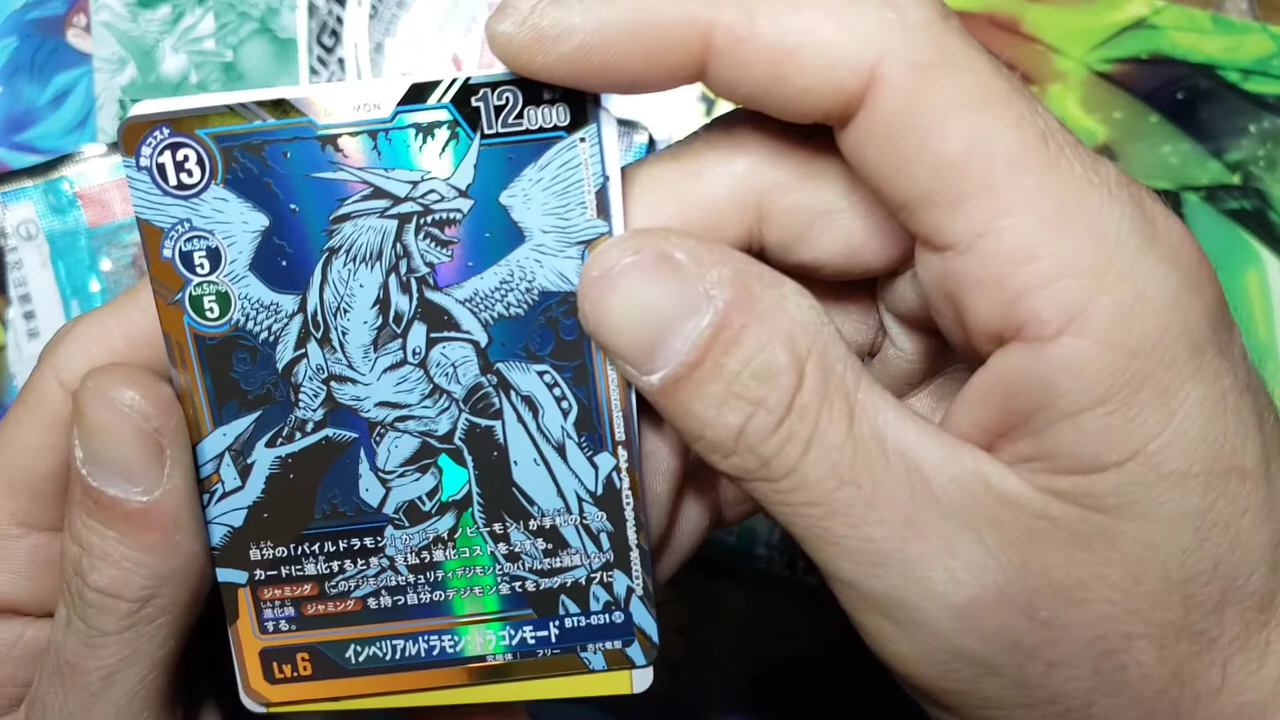 12000
登場コスト
13
進化コスト
Lv.5から
5
Lv.5から
5
自分の「パイルドラモン」か「ディノビーモン」が手札のこの
カードに進化するとき、支払う進化コストを-2する。
ジャミング (このデジモンはセキュリティデジモンとのバトルでは消滅しない)
進化時 ジャミング を持つ自分のデジモン全てをアクティブに
する。
BT3-031 SR
インペリアルドラモン:ドラゴンモード
Lv.6
究極体 フリー 古代竜型